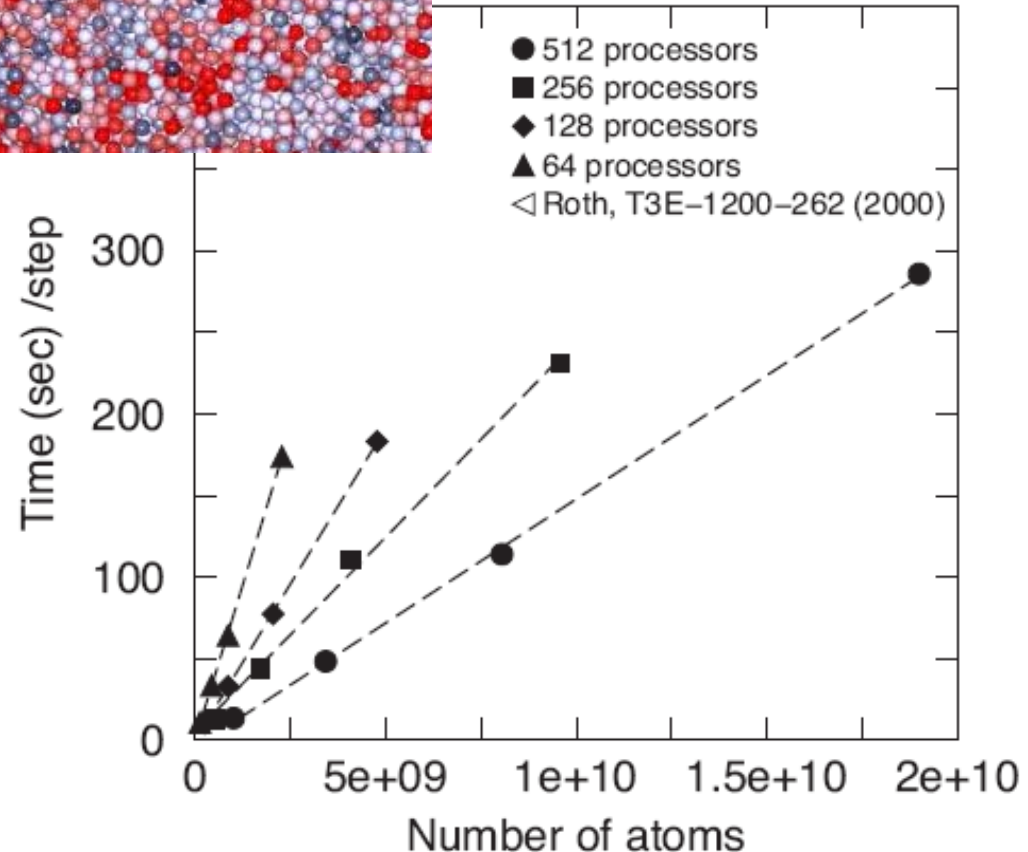 512 processors
256 processors
128 processors
64 processors
Roth, T3E−1200−262 (2000)
300
200
100
0
Time (sec) /step
0 5e+09 1e+10 1.5e+10 2e+10
Number of atoms